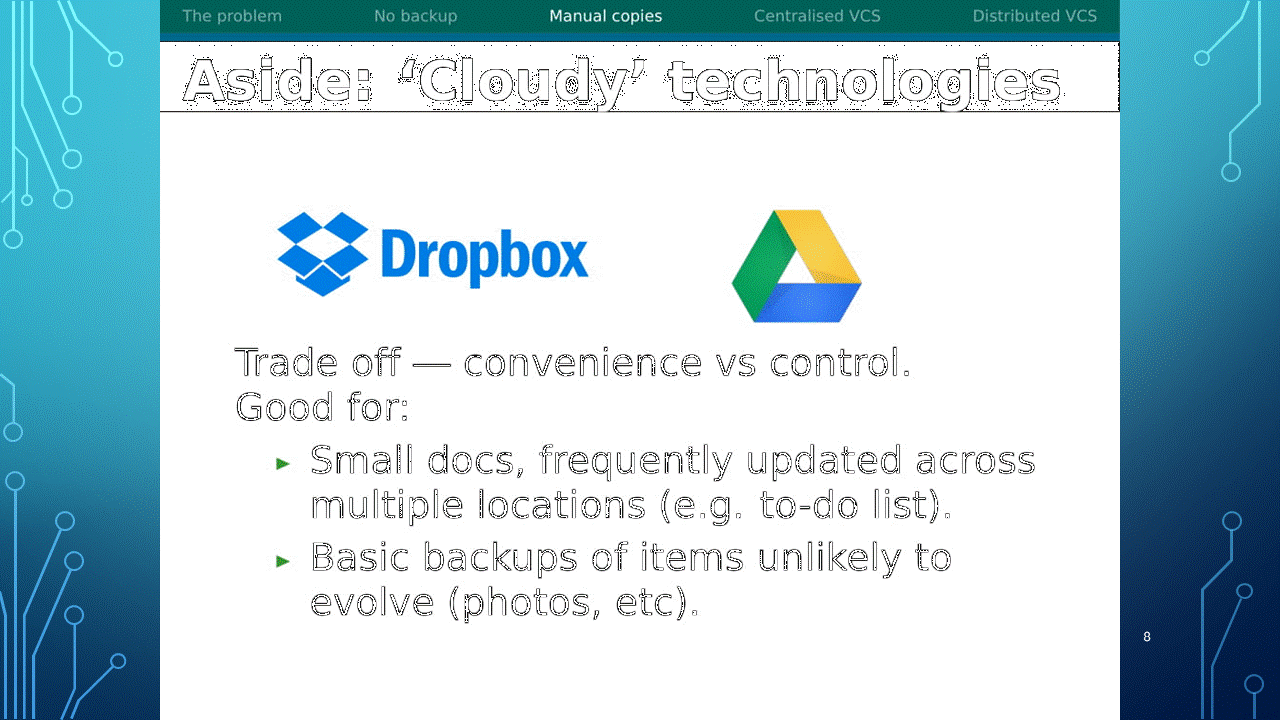 The problem No backup Manual copies Centralised VCS Distributed VCS
Aside: ‘Cloudy’ technologies
Dropbox
Trade off — convenience vs control.
Good for:
► Small docs, frequently updated across
multiple locations (e.g. to-do list).
► Basic backups of items unlikely to
evolve (photos, etc).
8